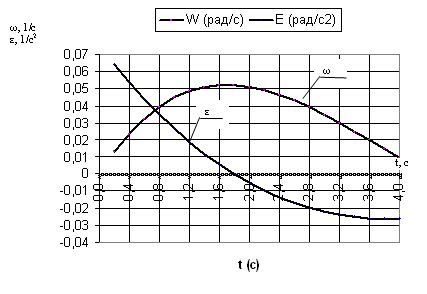 W (рад/с) E (рад/с2)
ω, 1/c
ε, 1/c²
0,07
0,06
0,05
0,04
0,03
0,02
0,01
0
-0,01
-0,02
-0,03
-0,04
ω
ε
t, c
0,0 0,4 0,8 1,2 1,6 2,0 2,4 2,8 3,2 3,6 4,0
t (c)